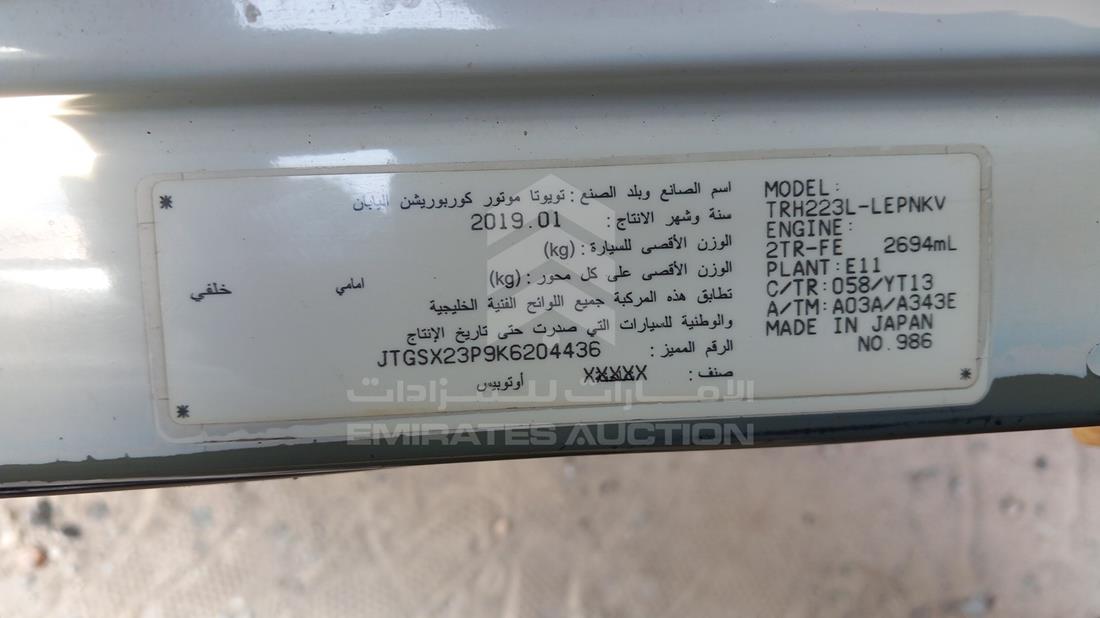 اسم الصانع وبلد الصنع : تويوتا موتور كوربوريشن اليابان
سنة وشهر الانتاج : 2019.01
الوزن الأقصى للسيارة : (kg)
الوزن الأقصى على كل محور : (kg) امامي خلفي
تطابق هذه المركبة جميع اللوائح الفنية الخليجية
والوطنية للسيارات التي صدرت حتى تاريخ الإنتاج
الرقم المميز : JTGSX23P9K6204436
صنف : XXXXX أوتوبيس
MODEL :
TRH223L-LEPNKV
ENGINE :
2TR-FE 2694mL
PLANT : E11
C/TR : 058/YT13
A/TM : A03A/A343E
MADE IN JAPAN
NO. 986
الامارات للمزادات
EMIRATES AUCTION